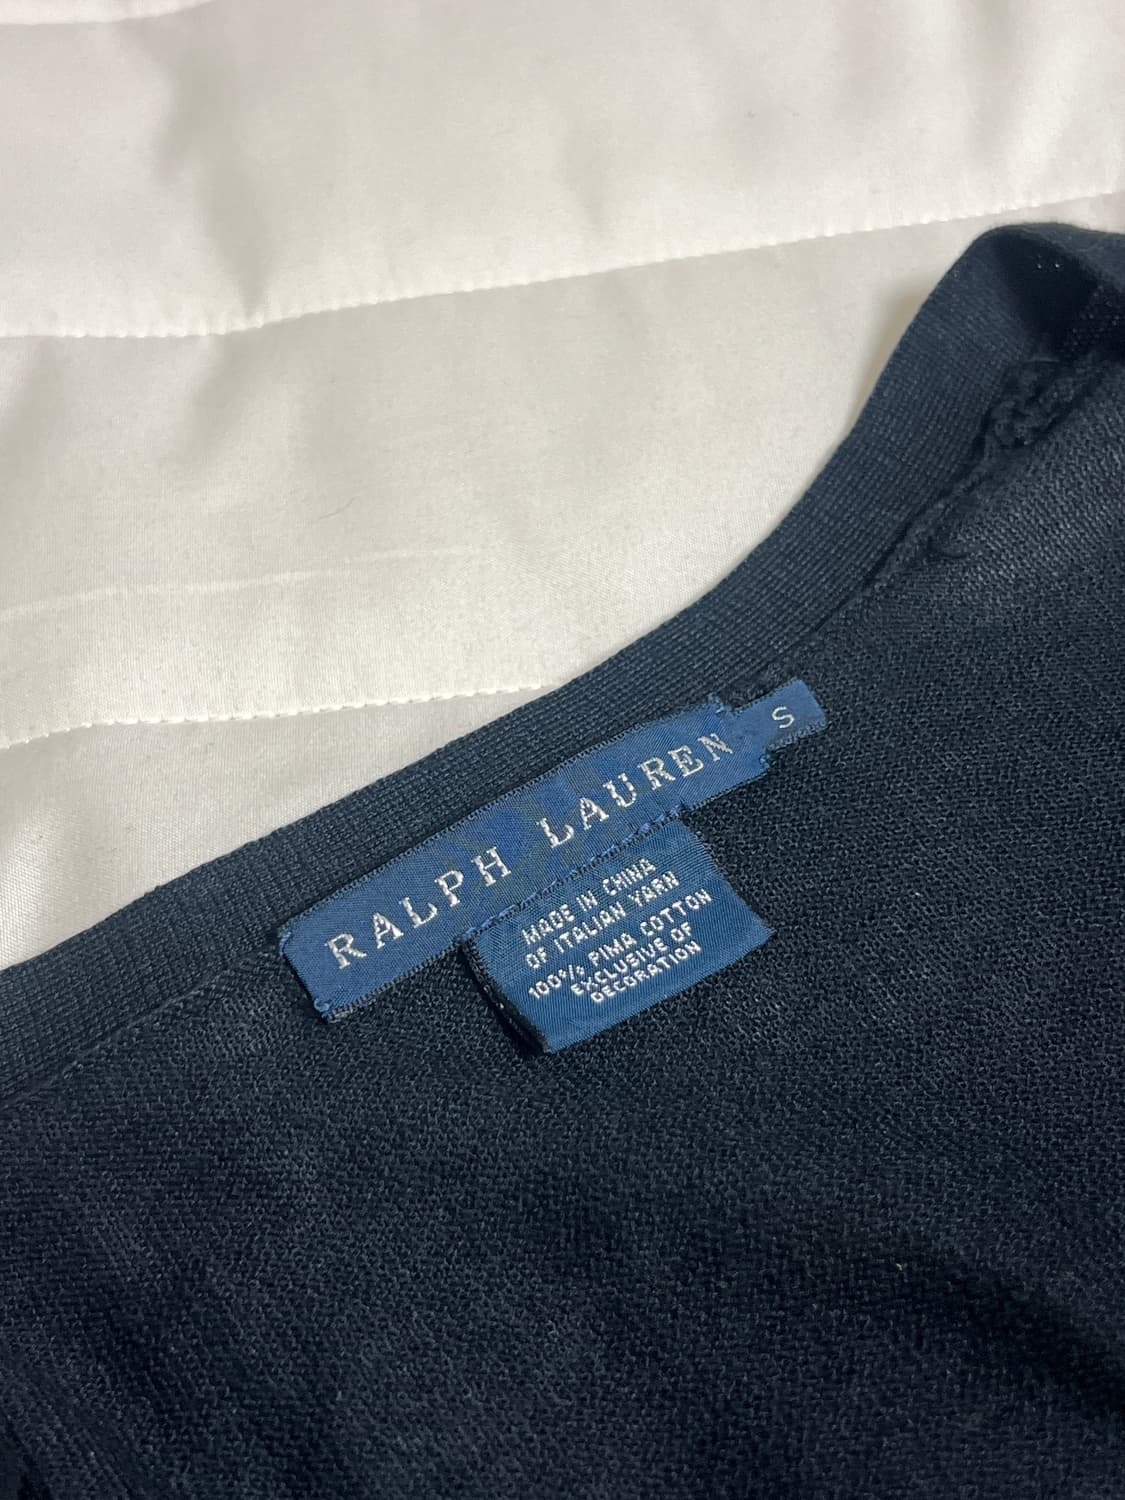 RALPH LAUREN
S
MADE IN CHINA
OF ITALIAN YARN
100% PIMA COTTON
EXCLUSIVE OF
DECORATION